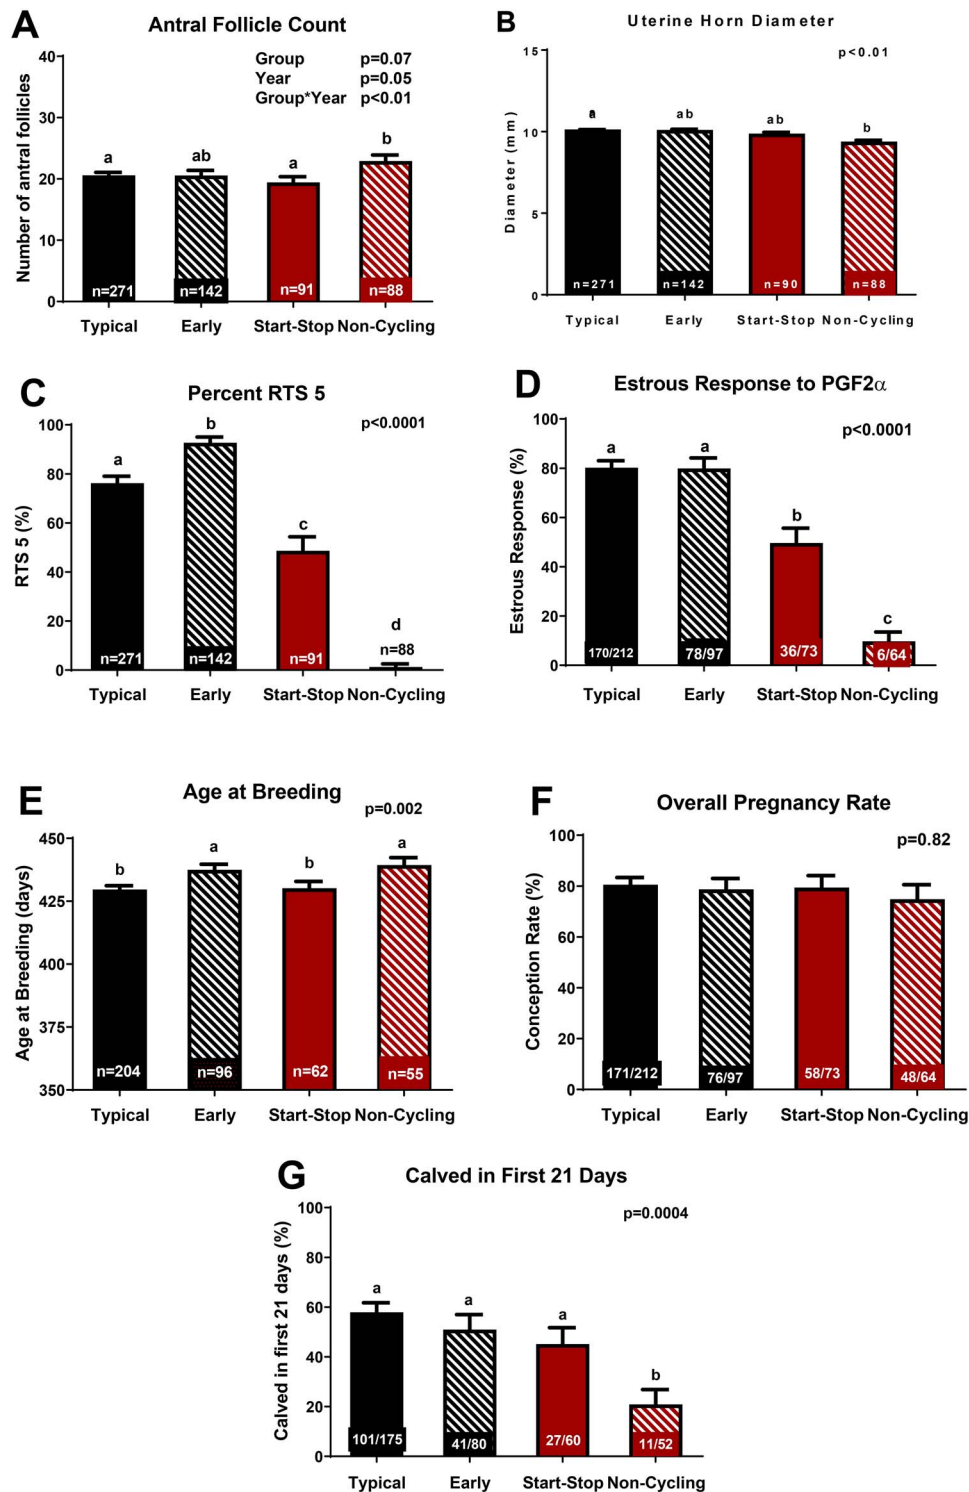 A
Antral Follicle Count
Group p=0.07
Year p=0.05
Group*Year p<0.01
Number of antral follicles
40
30
20
10
0
a
ab
a
b
n=271
n=142
n=91
n=88
Typical
Early
Start-Stop
Non-Cycling
B
Uterine Horn Diameter
p<0.01
Diameter (mm)
15
10
5
0
a
ab
ab
b
n=271
n=142
n=90
n=88
Typical
Early
Start-Stop
Non-Cycling
C
Percent RTS 5
p<0.0001
RTS 5 (%)
100
80
60
40
20
0
a
b
c
d
n=271
n=142
n=91
n=88
Typical
Early
Start-Stop
Non-Cycling
D
Estrous Response to PGF2α
p<0.0001
Estrous Response (%)
100
80
60
40
20
0
a
a
b
c
170/212
78/97
36/73
6/64
Typical
Early
Start-Stop
Non-Cycling
E
Age at Breeding
p=0.002
Age at Breeding (days)
450
425
400
375
350
b
a
b
a
n=204
n=96
n=62
n=55
Typical
Early
Start-Stop
Non-Cycling
F
Overall Pregnancy Rate
p=0.82
Conception Rate (%)
100
80
60
40
20
0
171/212
76/97
58/73
48/64
Typical
Early
Start-Stop
Non-Cycling
G
Calved in First 21 Days
p=0.0004
Calved in first 21 days (%)
100
80
60
40
20
0
a
a
a
b
101/175
41/80
27/60
11/52
Typical
Early
Start-Stop
Non-Cycling